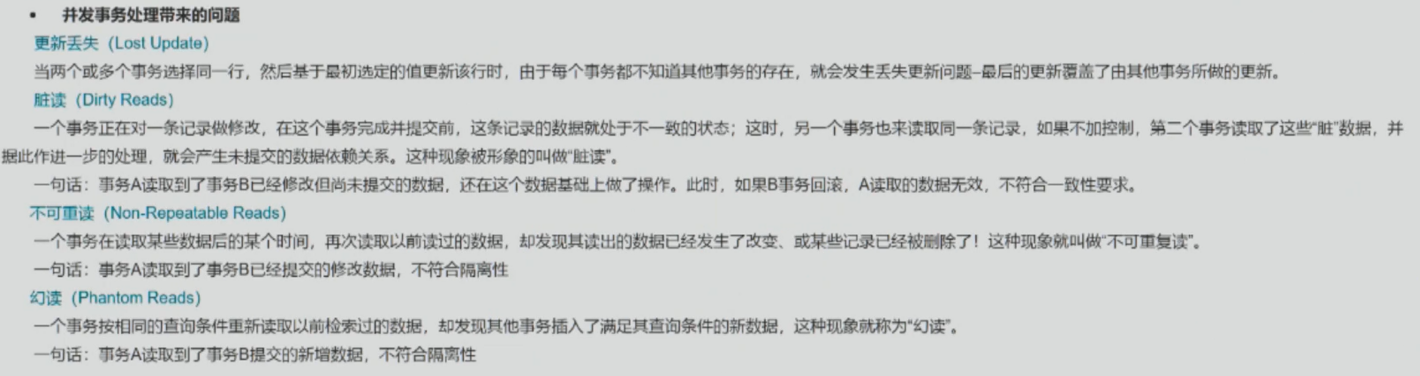 • 并发事务处理带来的问题
更新丢失（Lost Update）
当两个或多个事务选择同一行，然后基于最初选定的值更新该行时，由于每个事务都不知道其他事务的存在，就会发生丢失更新问题–最后的更新覆盖了由其他事务所做的更新。
脏读（Dirty Reads）
一个事务正在对一条记录做修改，在这个事务完成并提交前，这条记录的数据就处于不一致的状态；这时，另一个事务也来读取同一条记录，如果不加控制，第二个事务读取了这些“脏”数据，并
据此作进一步的处理，就会产生未提交的数据依赖关系。这种现象被形象的叫做“脏读”。
一句话：事务A读取到了事务B已经修改但尚未提交的数据，还在这个数据基础上做了操作。此时，如果B事务回滚，A读取的数据无效，不符合一致性要求。
不可重读（Non-Repeatable Reads）
一个事务在读取某些数据后的某个时间，再次读取以前读过的数据，却发现其读出的数据已经发生了改变、或某些记录已经被删除了！这种现象就叫做“不可重复读”。
一句话：事务A读取到了事务B已经提交的修改数据，不符合隔离性
幻读（Phantom Reads）
一个事务按相同的查询条件重新读取以前检索过的数据，却发现其他事务插入了满足其查询条件的新数据，这种现象就称为“幻读”。
一句话：事务A读取到了事务B提交的新增数据，不符合隔离性